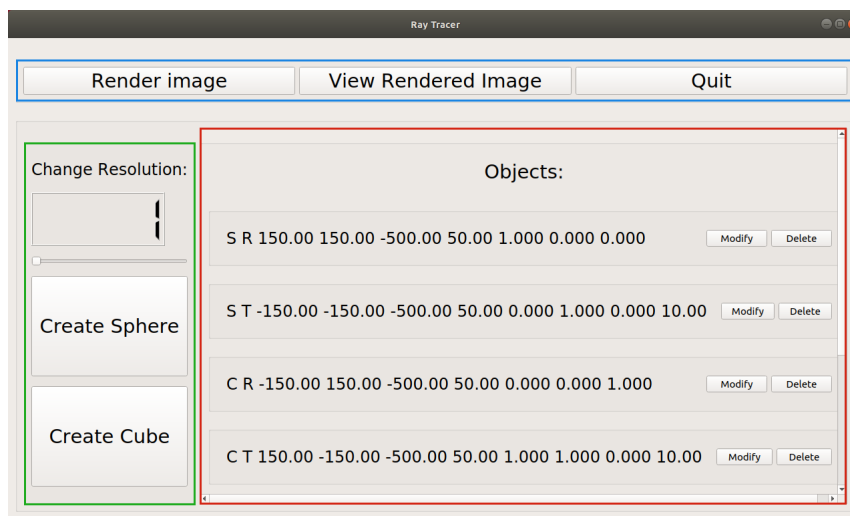 Ray Tracer
Render image View Rendered Image Quit
Change Resolution:
1
Create Sphere
Create Cube
Objects:
S R 150.00 150.00 -500.00 50.00 1.000 0.000 0.000 Modify Delete
S T -150.00 -150.00 -500.00 50.00 0.000 1.000 0.000 10.00 Modify Delete
C R -150.00 150.00 -500.00 50.00 0.000 0.000 1.000 Modify Delete
C T 150.00 -150.00 -500.00 50.00 1.000 1.000 0.000 10.00 Modify Delete